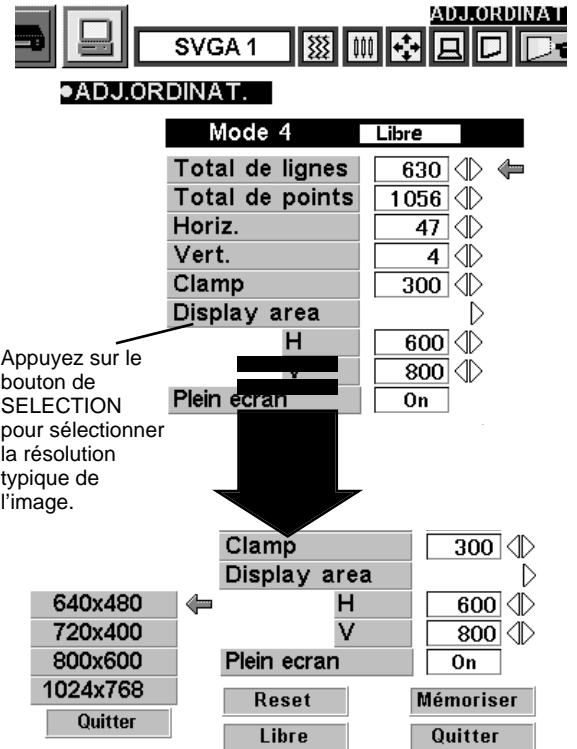 ADJ.ORDINAT
SVGA 1
●ADJ.ORDINAT.
Mode 4 Libre
Total de lignes 630
Total de points 1056
Horiz. 47
Vert. 4
Clamp 300
Display area
H 600
800
Plein ecran On
Appuyez sur le
bouton de
SELECTION
pour sélectionner
la résolution
typique de
l'image.
Clamp 300
Display area
H 600
V 800
Plein ecran On
640x480
720x400
800x600
1024x768
Quitter
Reset Mémoriser
Libre Quitter